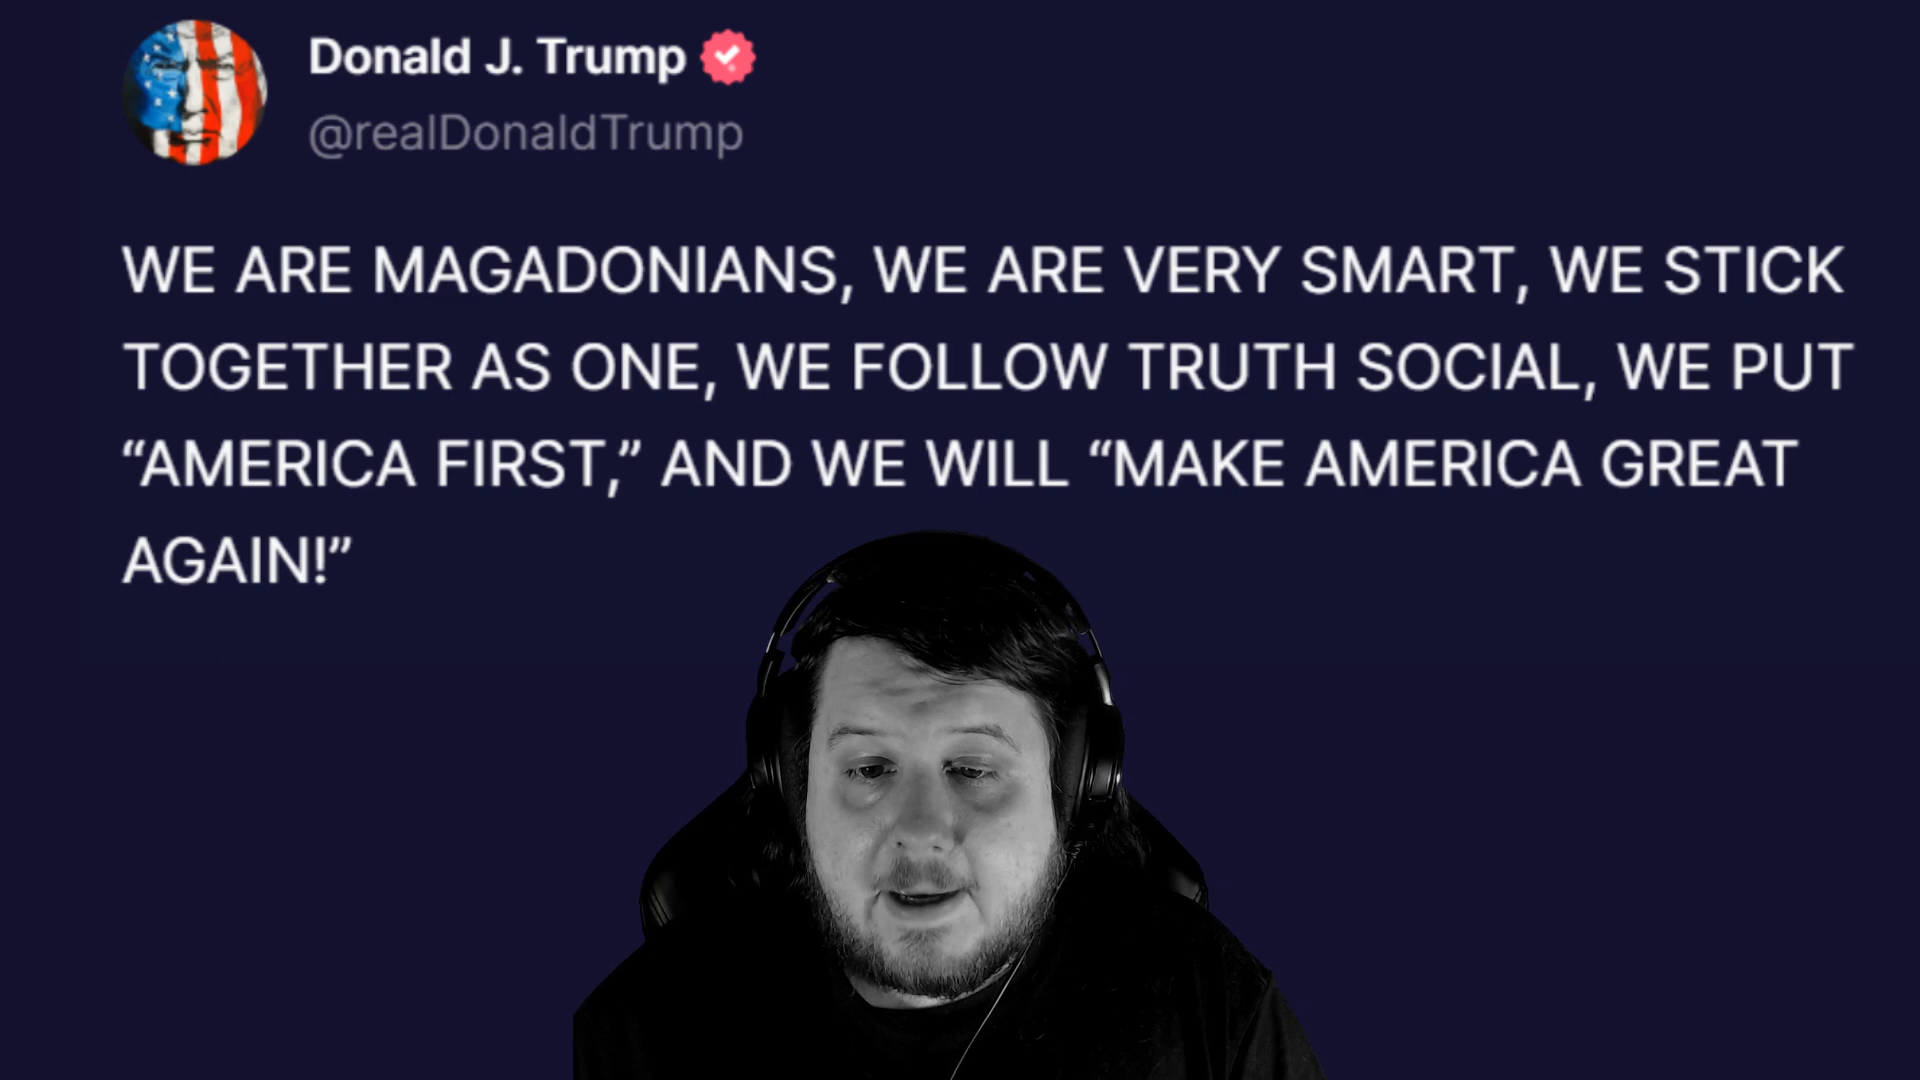 Donald J. Trump
@realDonaldTrump
WE ARE MAGADONIANS, WE ARE VERY SMART, WE STICK
TOGETHER AS ONE, WE FOLLOW TRUTH SOCIAL, WE PUT
“AMERICA FIRST,” AND WE WILL “MAKE AMERICA GREAT
AGAIN!”